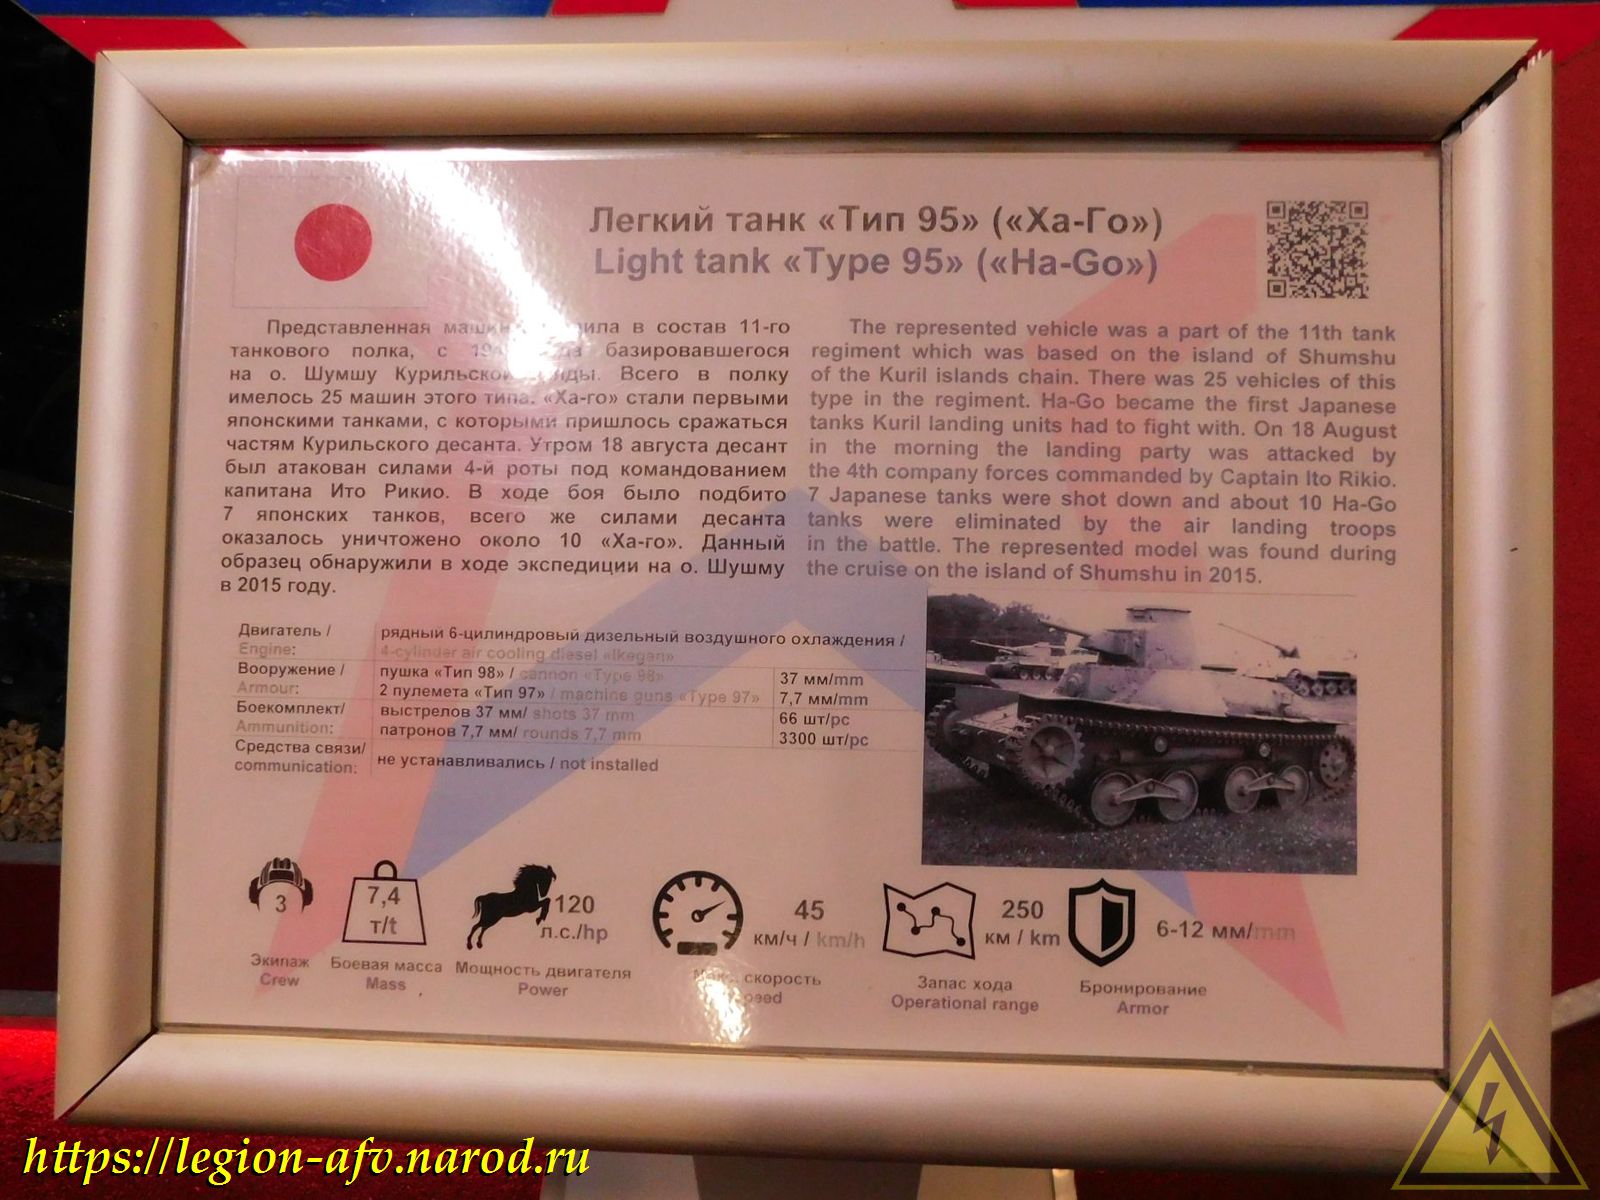 Легкий танк «Тип 95» («Ха-Го»)
Light tank «Type 95» («Ha-Go»)
Представленная в состав 11-го
танкового полка, с базировавшегося
на о. Шумшу Курильской Всего в полку
имелось 25 машин этого типа. «Ха-го» стали первыми
японскими танками, с которыми пришлось сражаться
частям Курильского десанта. Утром 18 августа десант
был атакован силами 4-й роты под командованием
капитана Ито Рикио. В ходе боя было подбито
7 японских танков, всего же силами десанта
оказалось уничтожено около 10 «Ха-го». Данный
образец обнаружили в ходе экспедиции на о. Шушму
в 2015 году.
The represented vehicle was a part of the 11th tank
regiment which was based on the island of Shumshu
of the Kuril islands chain. There was 25 vehicles of this
type in the regiment. Ha-Go became the first Japanese
tanks Kuril landing units had to fight with. On 18 August
in the morning the landing party was attacked by
the 4th company forces commanded by Captain Ito Rikio.
7 Japanese tanks were shot down and about 10 Ha-Go
tanks were eliminated by the air landing troops
in the battle. The represented model was found during
the cruise on the island of Shumshu in 2015.
Двигатель / рядный 6-цилиндровый дизельный воздушного охлаждения /
Engine: 4-cylinder air cooling diesel «Ikegan»
Вооружение / пушка «Тип 98» / cannon «Type 98» 37 мм/mm
Armour: 2 пулемета «Тип 97» / machine guns «Type 97» 7,7 мм/mm
Боекомплект/ выстрелов 37 мм/ shots 37 mm 66 шт/pc
Ammunition: патронов 7,7 мм/ rounds 7,7 mm 3300 шт/pc
Средства связи/ не устанавливались / not installed
communication:
3
Экипаж
Crew
7,4
т/t
Боевая масса
Mass
120
л.с./hp
Мощность двигателя
Power
45
км/ч / km/h
скорость
250
км / km
Запас хода
Operational range
6-12 мм/mm
Бронирование
Armor
https://legion-afv.narod.ru